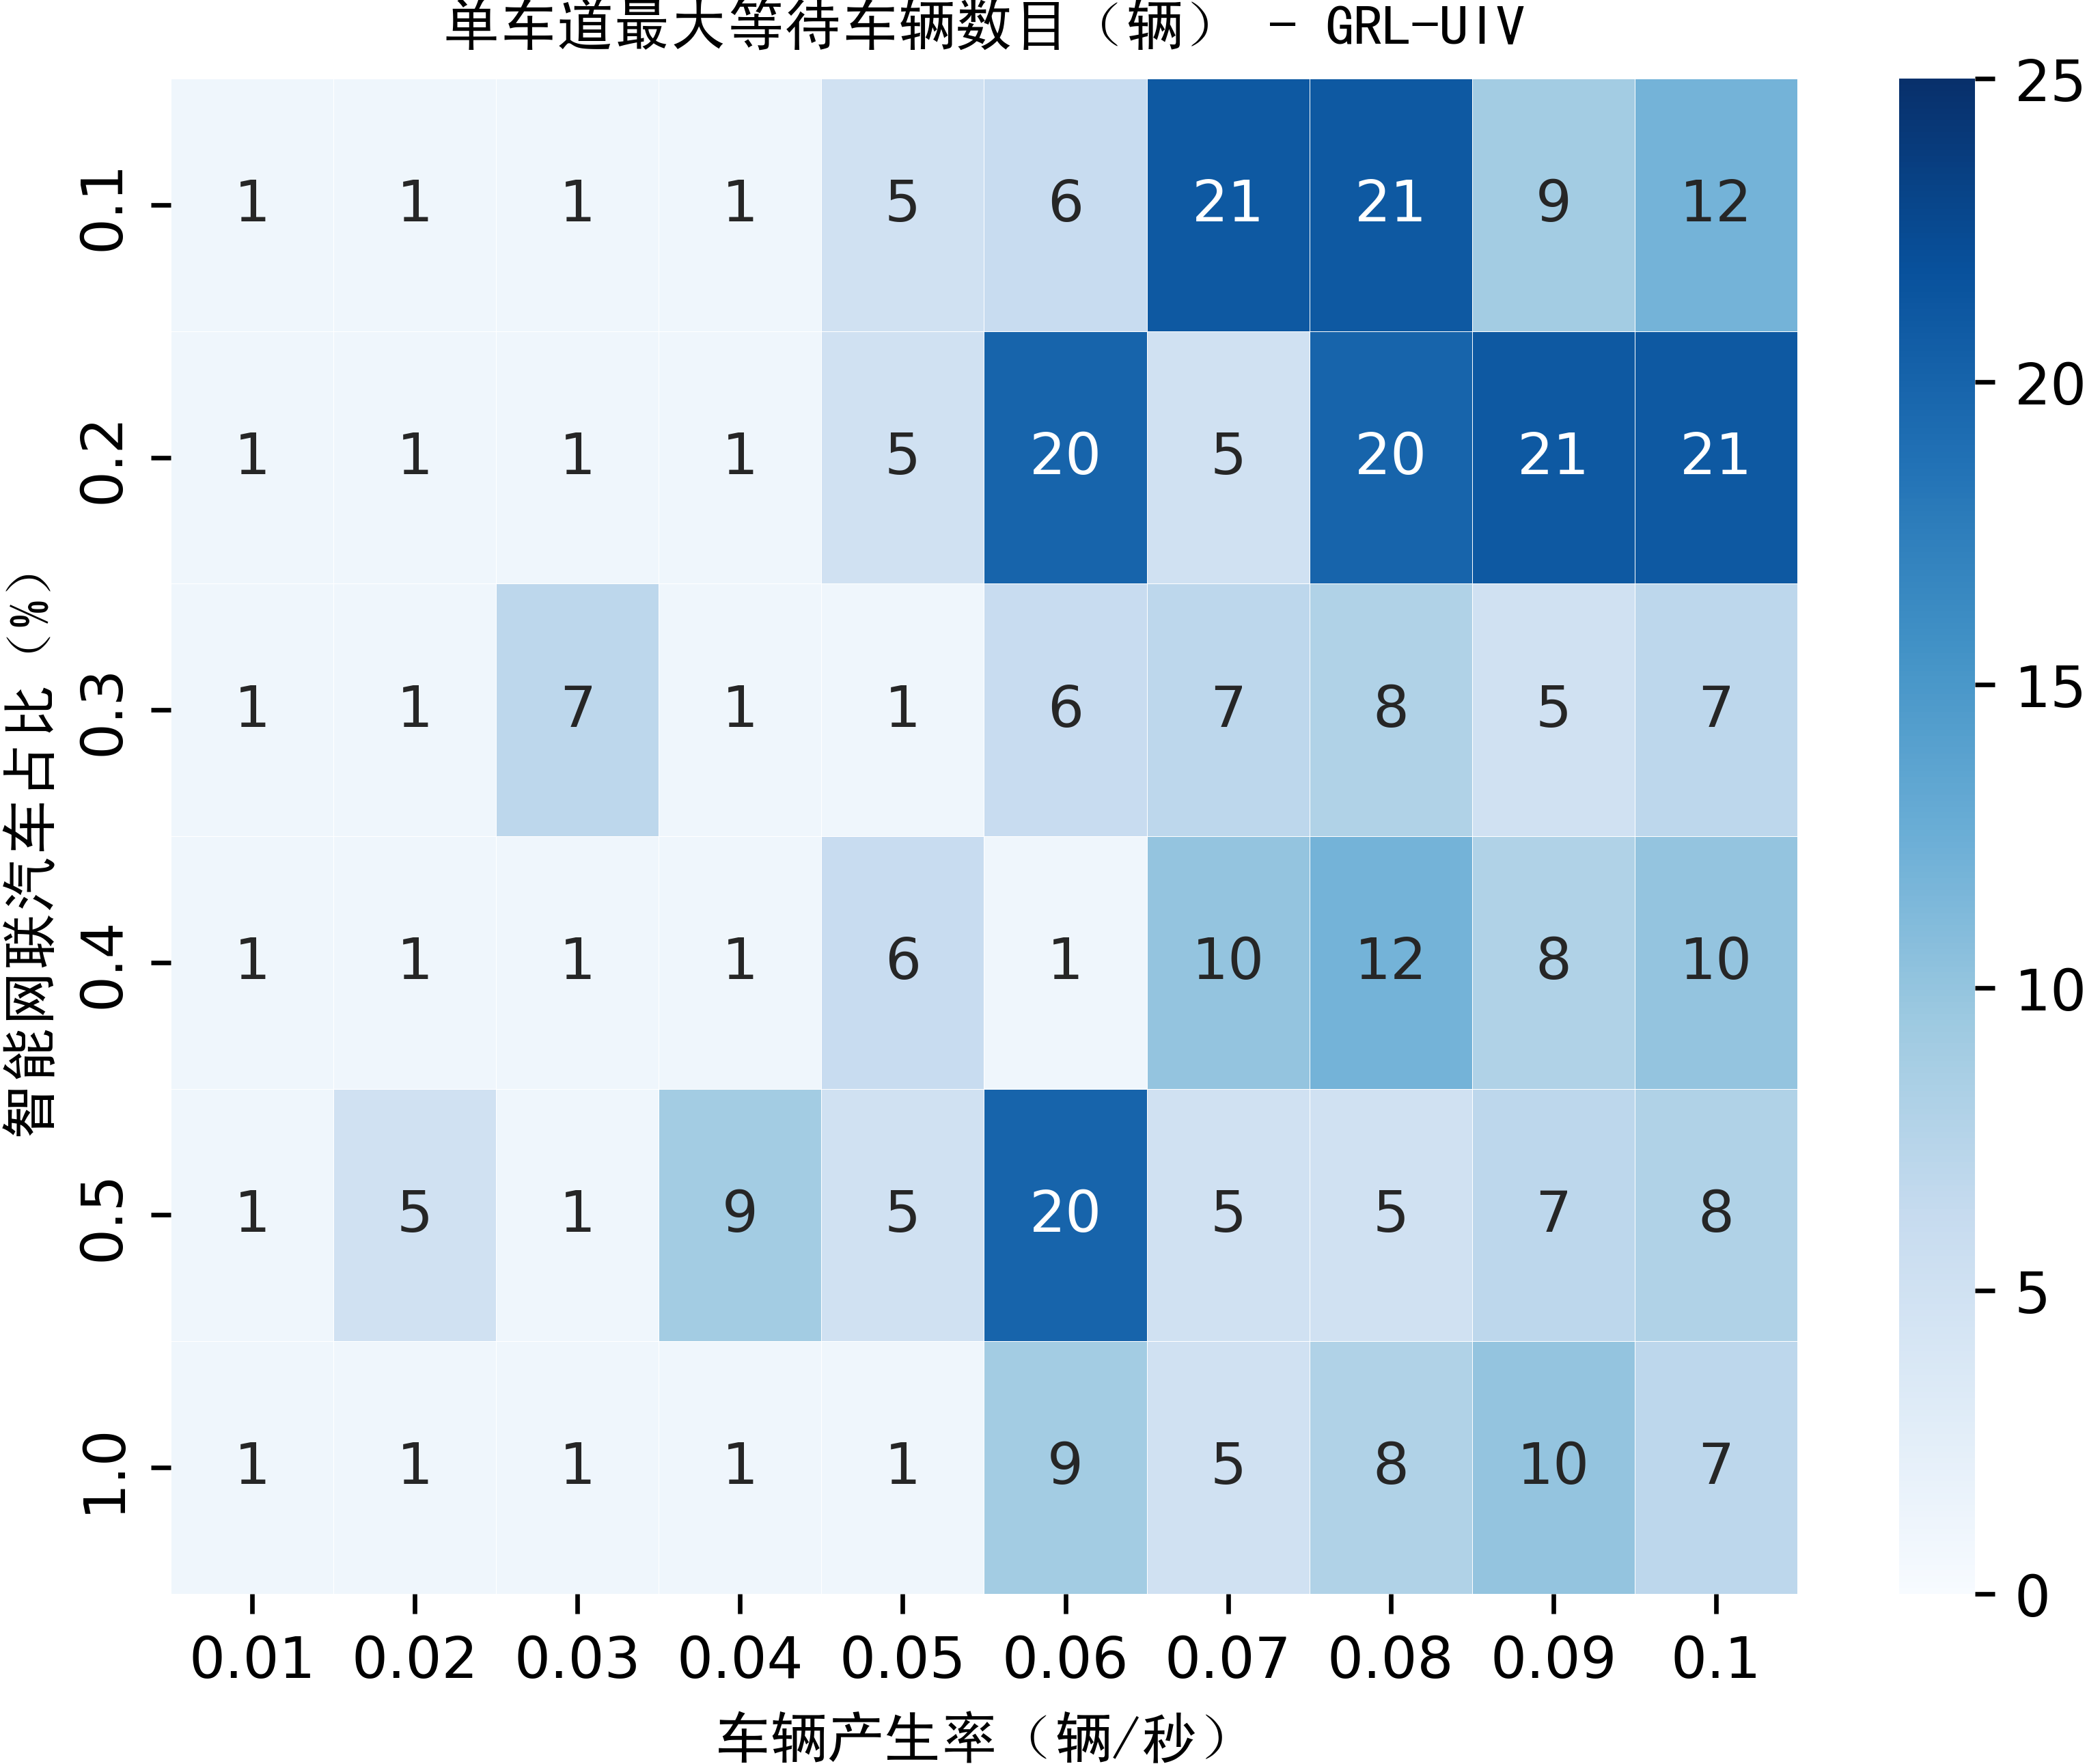 单车道最大等待车辆数目（辆） - GRL-UIV
智能网联汽车占比（%）
0.1 1 1 1 1 5 6 21 21 9 12
0.2 1 1 1 1 5 20 5 20 21 21
0.3 1 1 7 1 1 6 7 8 5 7
0.4 1 1 1 1 6 1 10 12 8 10
0.5 1 5 1 9 5 20 5 5 7 8
1.0 1 1 1 1 1 9 5 8 10 7
0.01 0.02 0.03 0.04 0.05 0.06 0.07 0.08 0.09 0.1
车辆产生率（辆/秒）
25
20
15
10
5
0